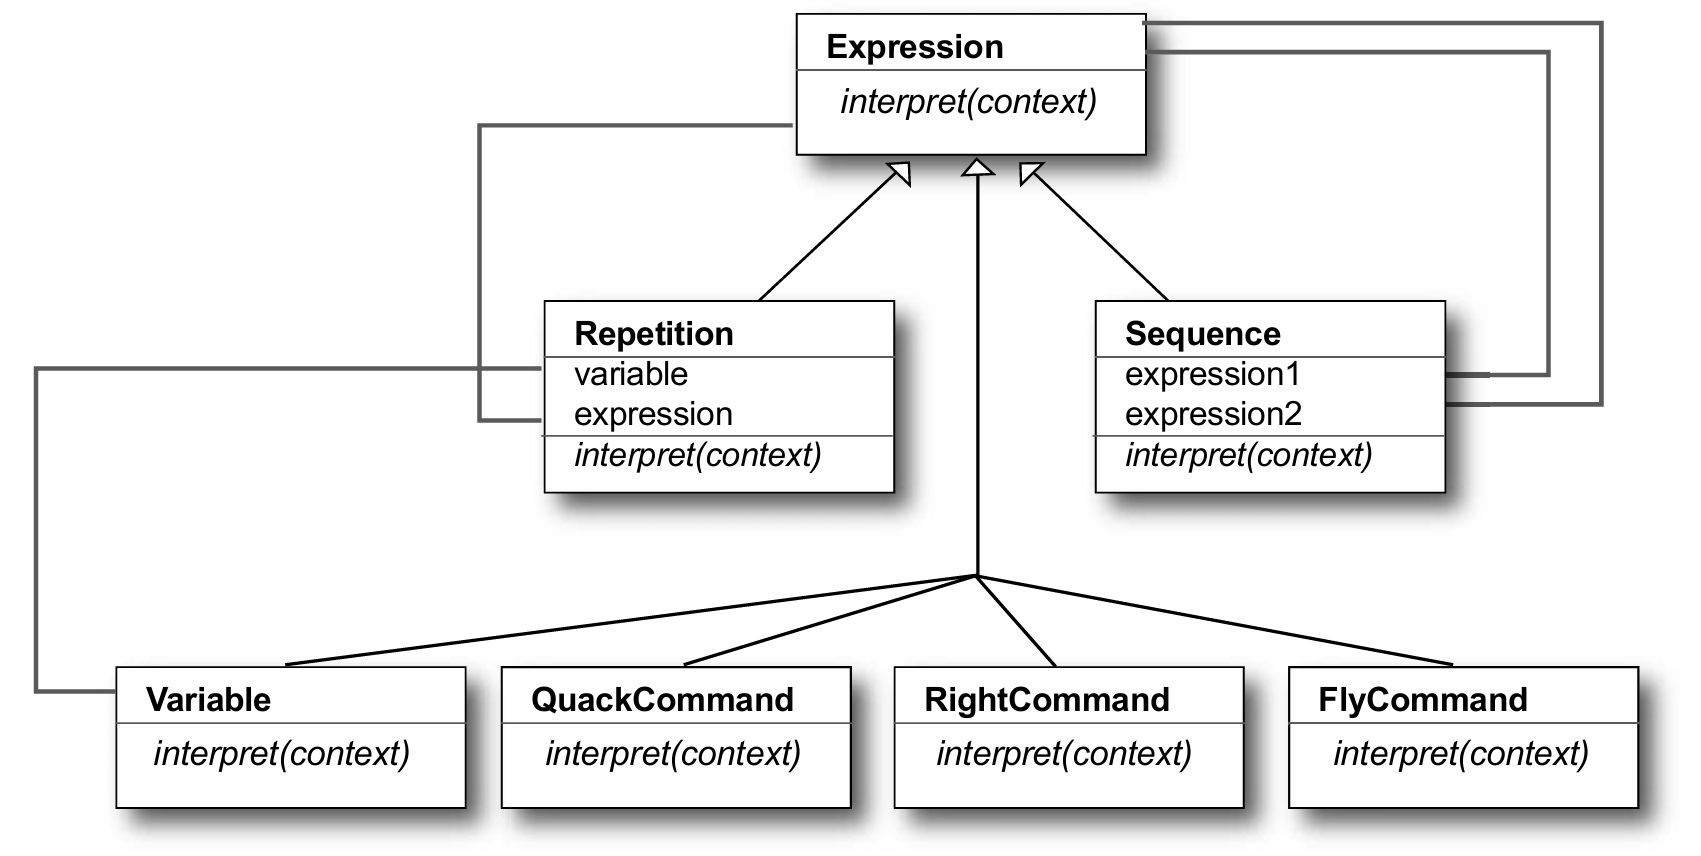 Expression
interpret(context)
Repetition
variable
expression
interpret(context)
Sequence
expression1
expression2
interpret(context)
Variable
interpret(context)
QuackCommand
interpret(context)
RightCommand
interpret(context)
FlyCommand
interpret(context)